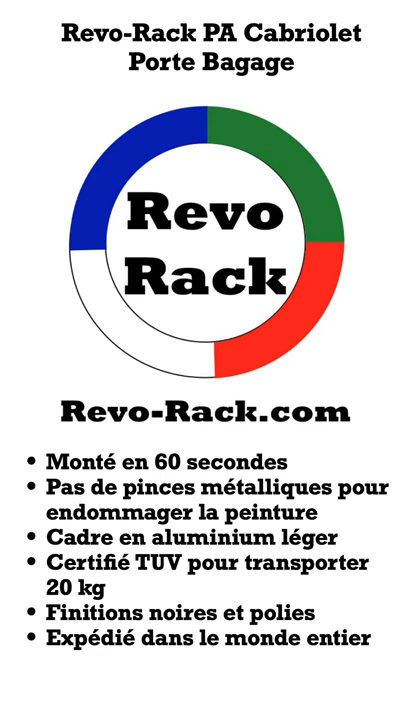 Revo-Rack PA Cabriolet
Porte Bagage
Revo
Rack
Revo-Rack.com
• Monté en 60 secondes
• Pas de pinces métalliques pour
endommager la peinture
• Cadre en aluminium léger
• Certifié TUV pour transporter
20 kg
• Finitions noires et polies
• Expédié dans le monde entier